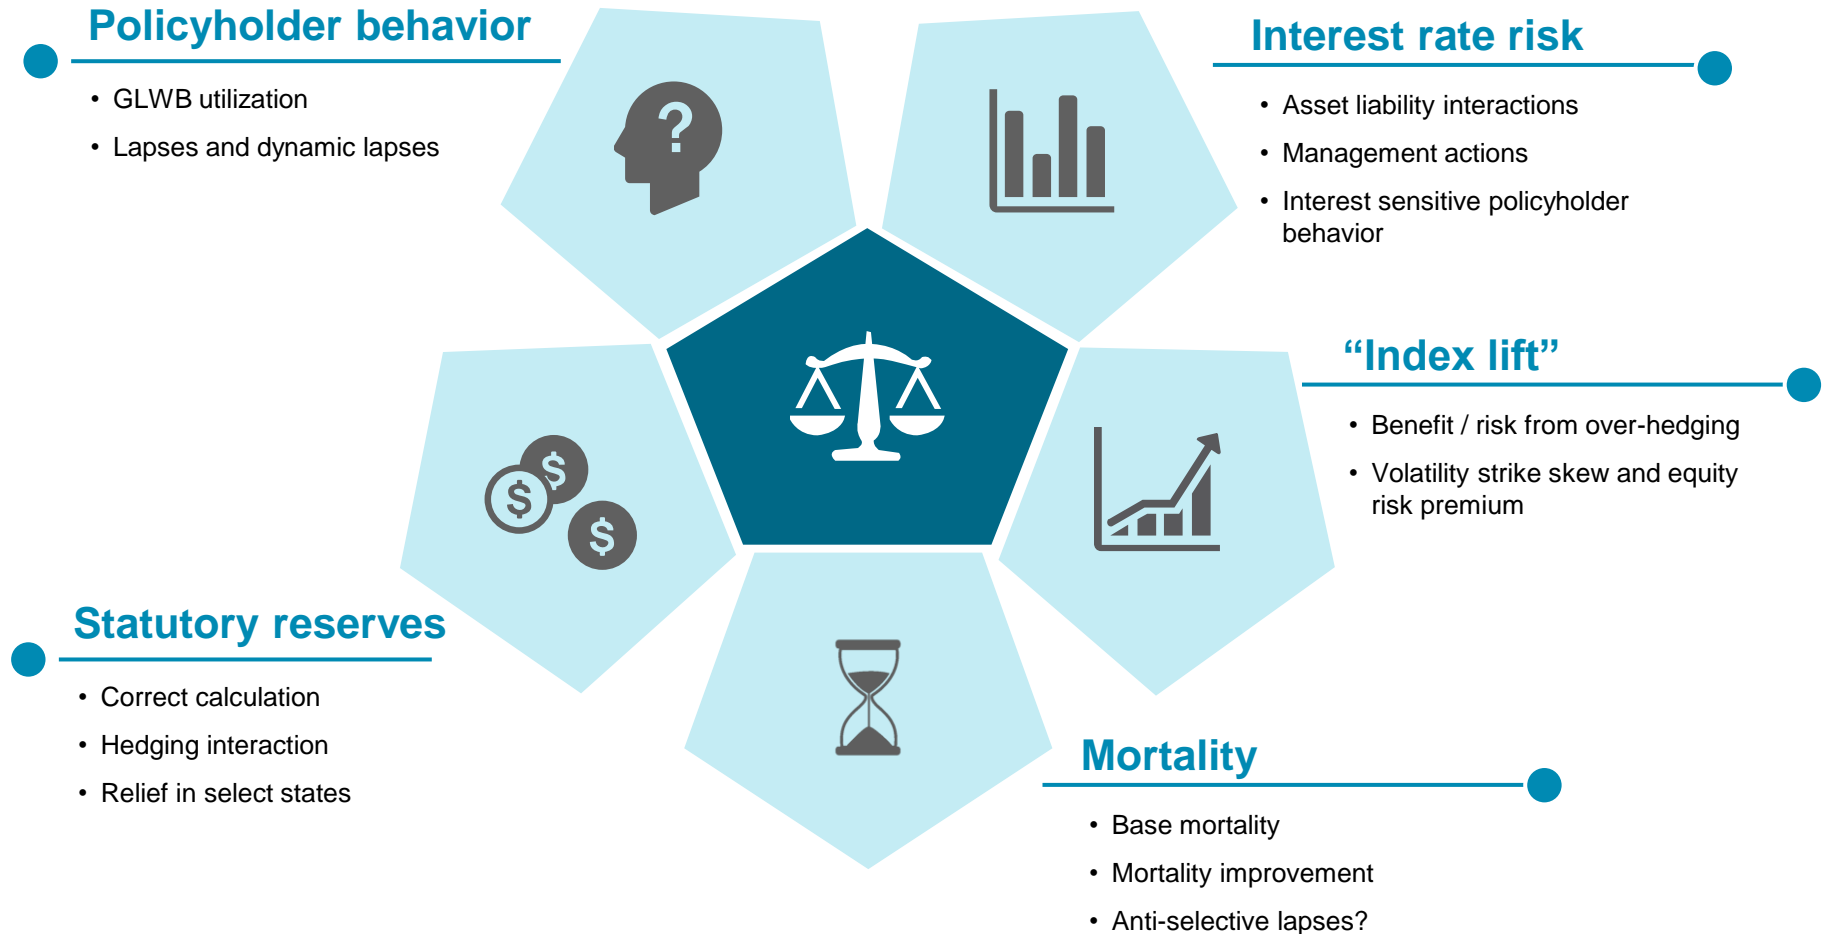 Policyholder behavior
• GLWB utilization
• Lapses and dynamic lapses
Interest rate risk
• Asset liability interactions
• Management actions
• Interest sensitive policyholder
behavior
?
“Index lift”
• Benefit / risk from over-hedging
• Volatility strike skew and equity
risk premium
$
$
$
Statutory reserves
• Correct calculation
• Hedging interaction
• Relief in select states
Mortality
• Base mortality
• Mortality improvement
• Anti-selective lapses?